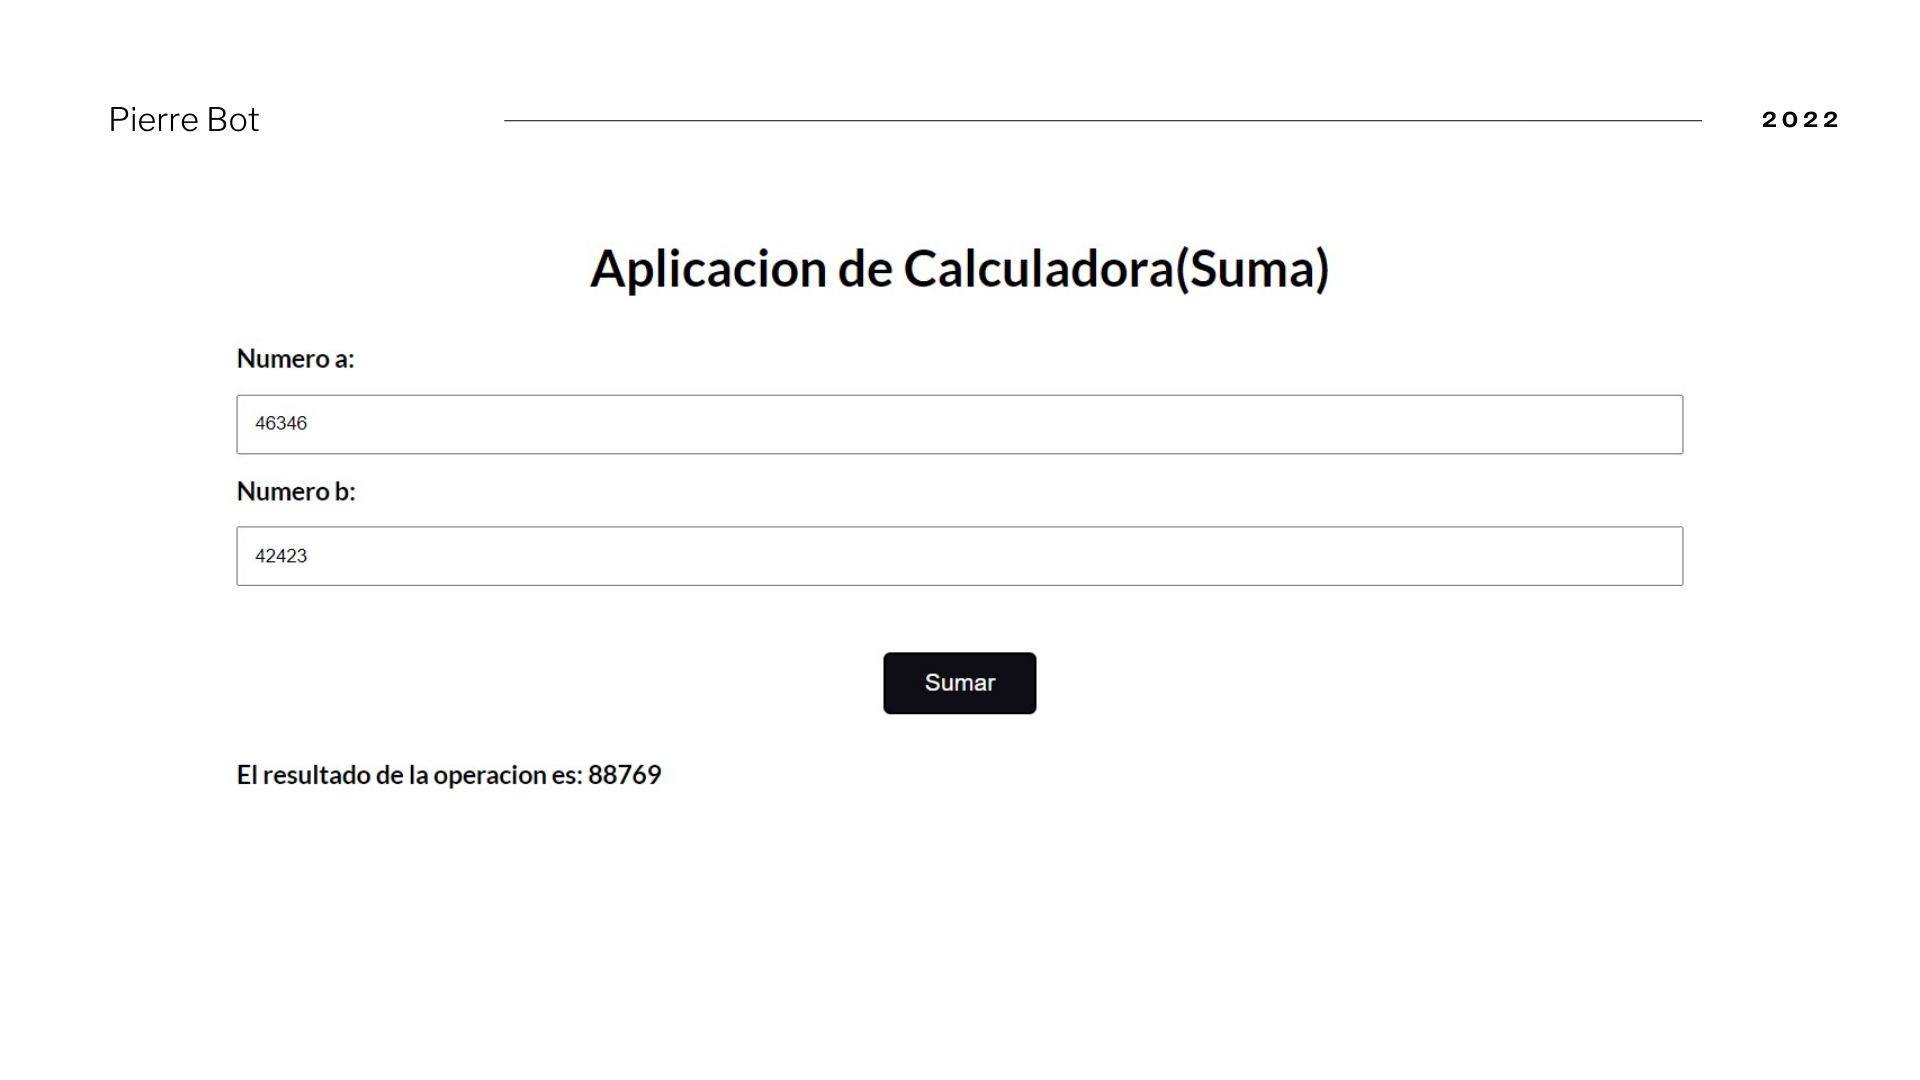 Pierre Bot
2022
Aplicacion de Calculadora(Suma)
Numero a:
46346
Numero b:
42423
Sumar
El resultado de la operacion es: 88769